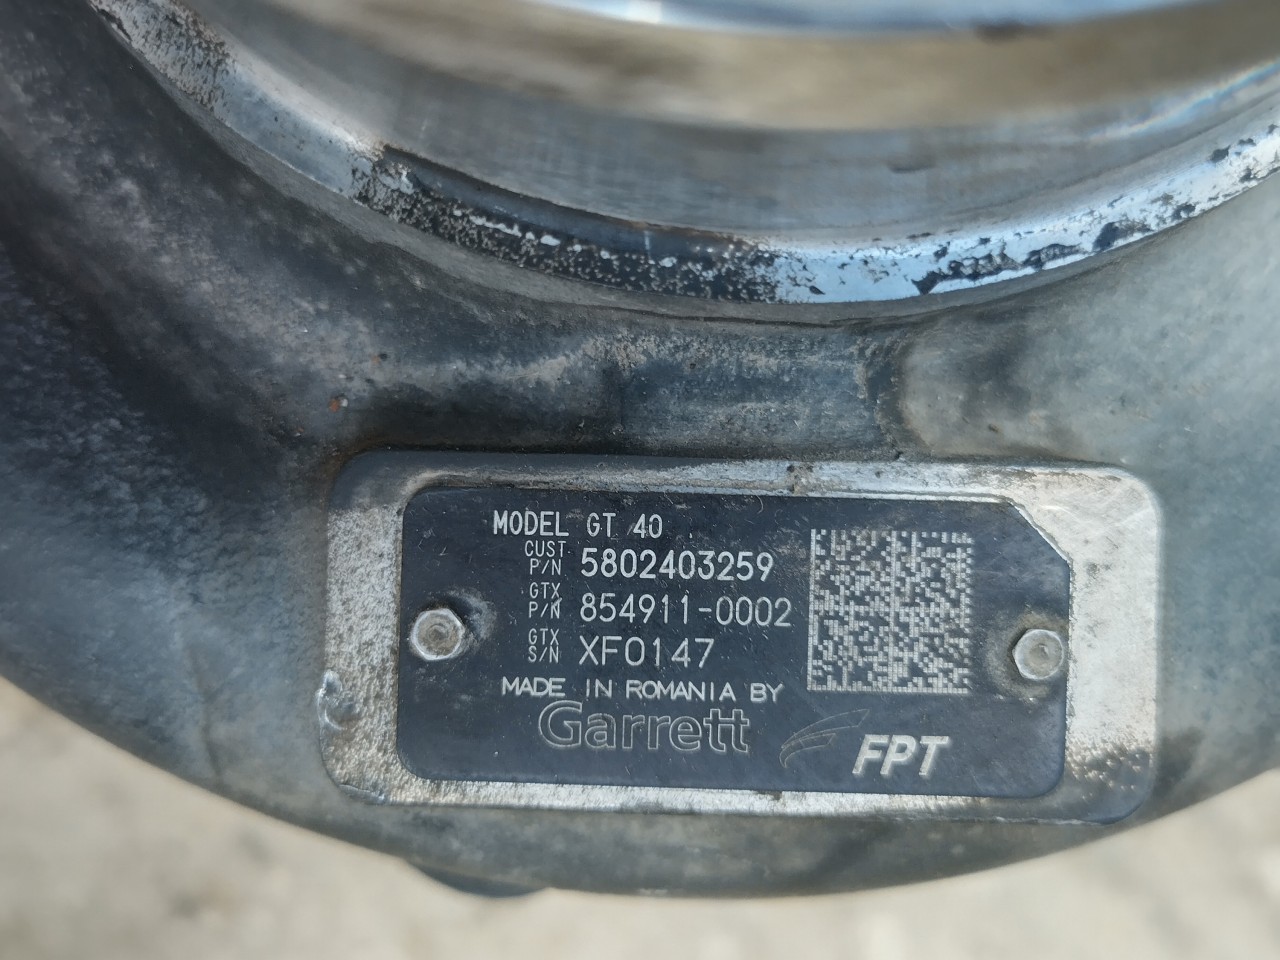 MODEL GT 40
CUST P/N 5802403259
GTX P/N 854911-0002
GTX S/N XF0147
MADE IN ROMANIA BY
Garrett
FPT